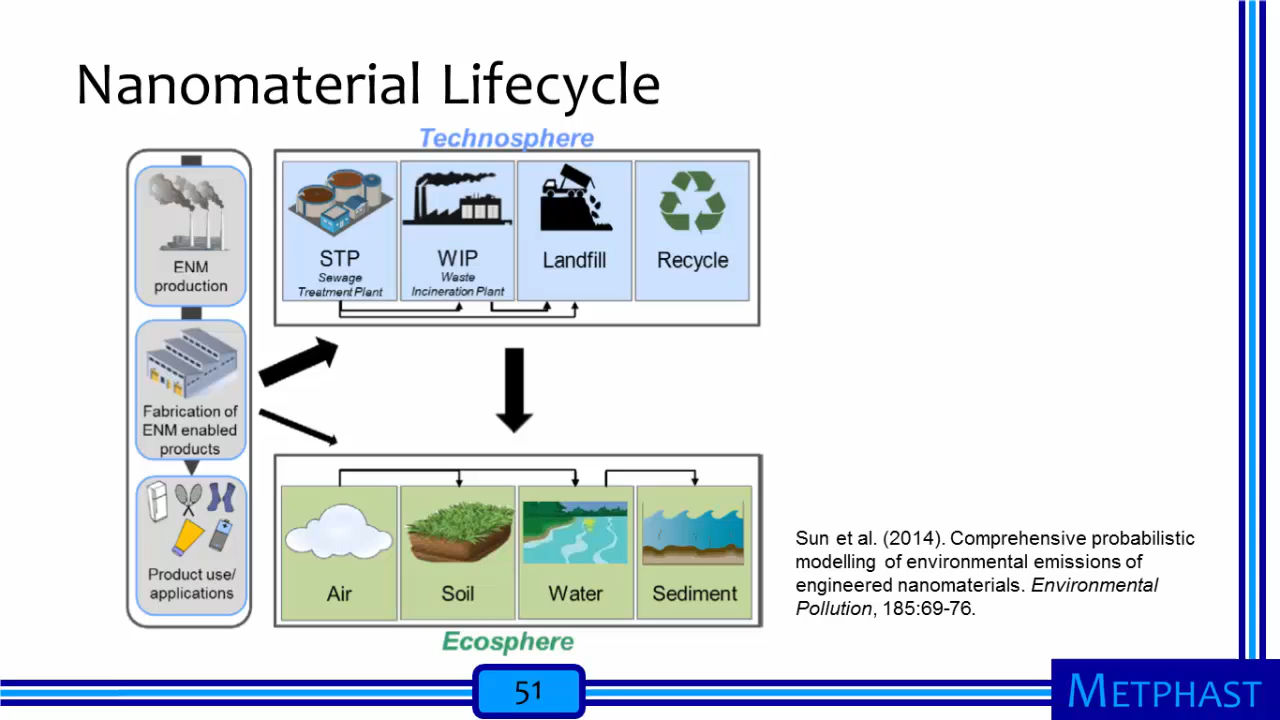 Nanomaterial Lifecycle
Technosphere
ENM
production
Fabrication of
ENM enabled
products
Product use/
applications
STP
Sewage
Treatment Plant
WIP
Waste
Incineration Plant
Landfill
Recycle
Air
Soil
Water
Sediment
Ecosphere
Sun et al. (2014). Comprehensive probabilistic
modelling of environmental emissions of
engineered nanomaterials. Environmental
Pollution, 185:69-76.
51
METPHAST